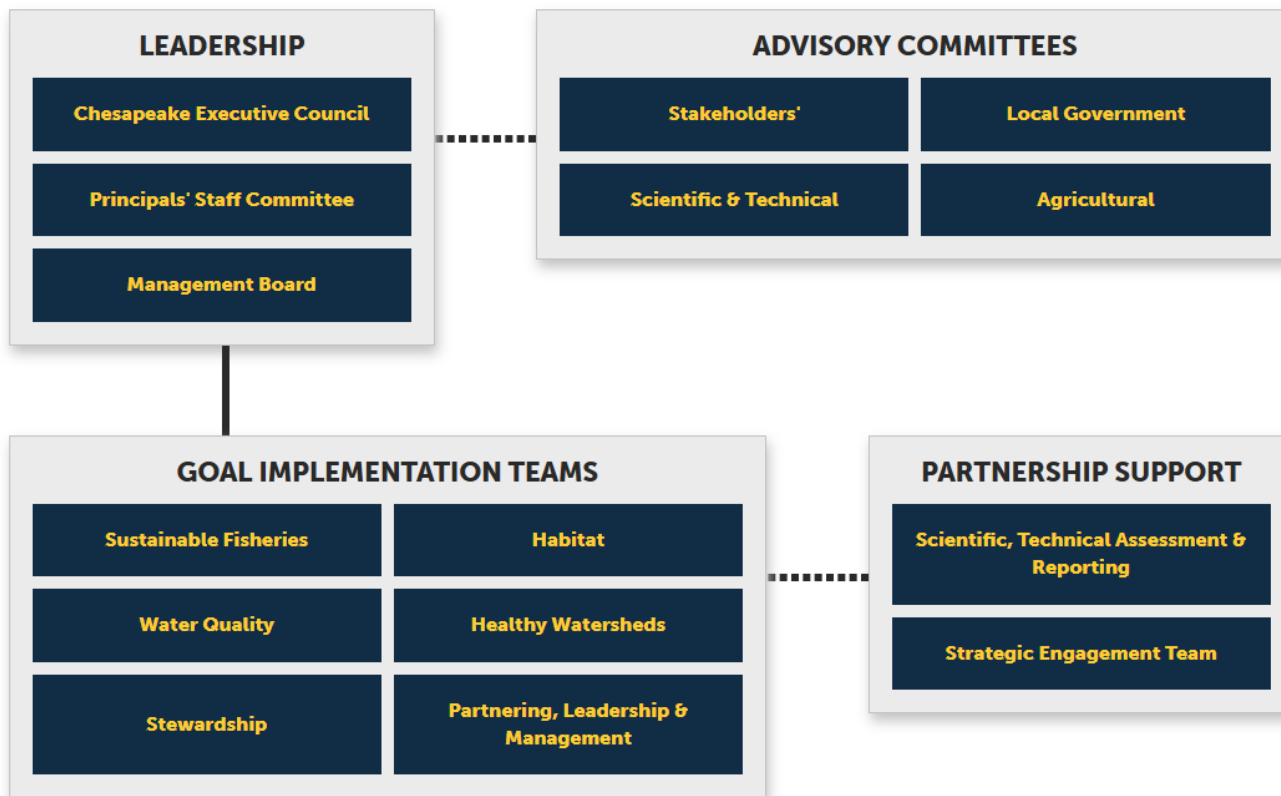 LEADERSHIP
Chesapeake Executive Council
Principals' Staff Committee
Management Board
ADVISORY COMMITTEES
Stakeholders'
Local Government
Scientific & Technical
Agricultural
GOAL IMPLEMENTATION TEAMS
Sustainable Fisheries
Habitat
Water Quality
Healthy Watersheds
Stewardship
Partnering, Leadership &
Management
PARTNERSHIP SUPPORT
Scientific, Technical Assessment &
Reporting
Strategic Engagement Team